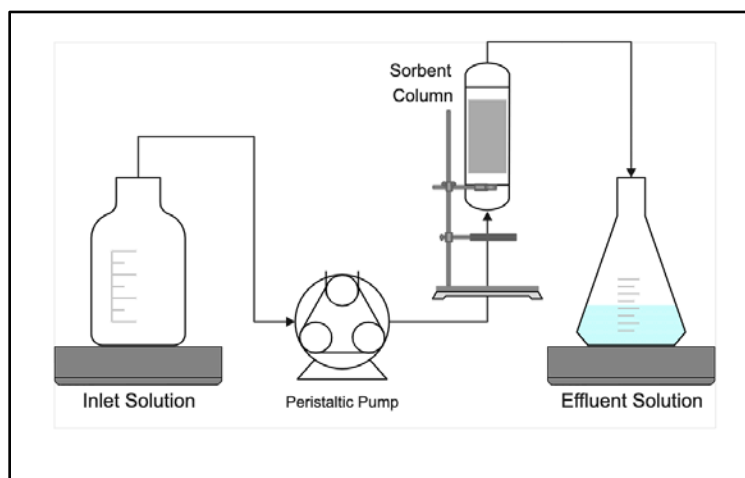 Sorbent
Column
Inlet Solution
Peristaltic Pump
Effluent Solution